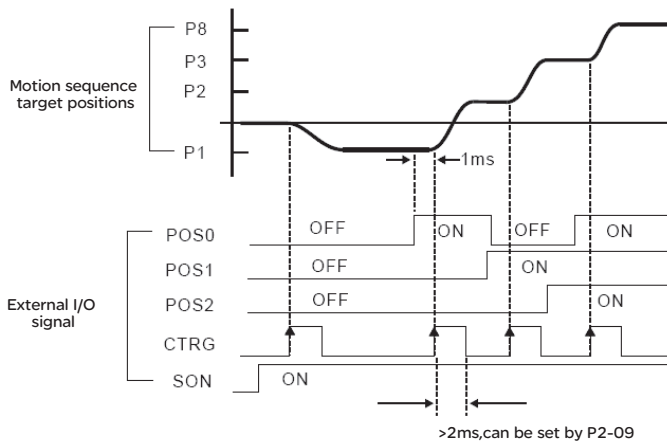 P8
P3
Motion sequence
target positions
P2
P1
1ms
POS0 OFF ON OFF ON
POS1 OFF ON
External I/O
signal
POS2 OFF ON
CTRG
SON ON
>2ms,can be set by P2-09